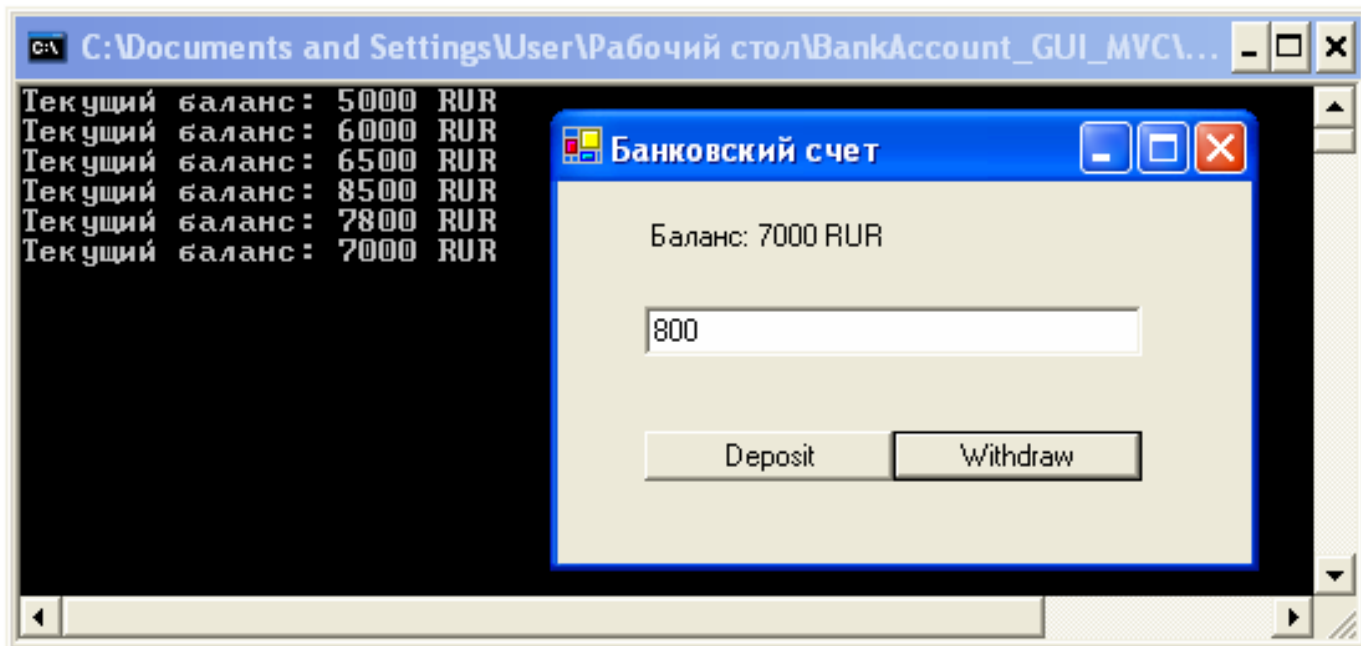 C:\Documents and Settings\User\Рабочий стол\BankAccount_GUI_MVC\...
Текущий баланс: 5000 RUR
Текущий баланс: 6000 RUR
Текущий баланс: 6500 RUR
Текущий баланс: 8500 RUR
Текущий баланс: 7800 RUR
Текущий баланс: 7000 RUR
Банковский счет
Баланс: 7000 RUR
800
Deposit Withdraw